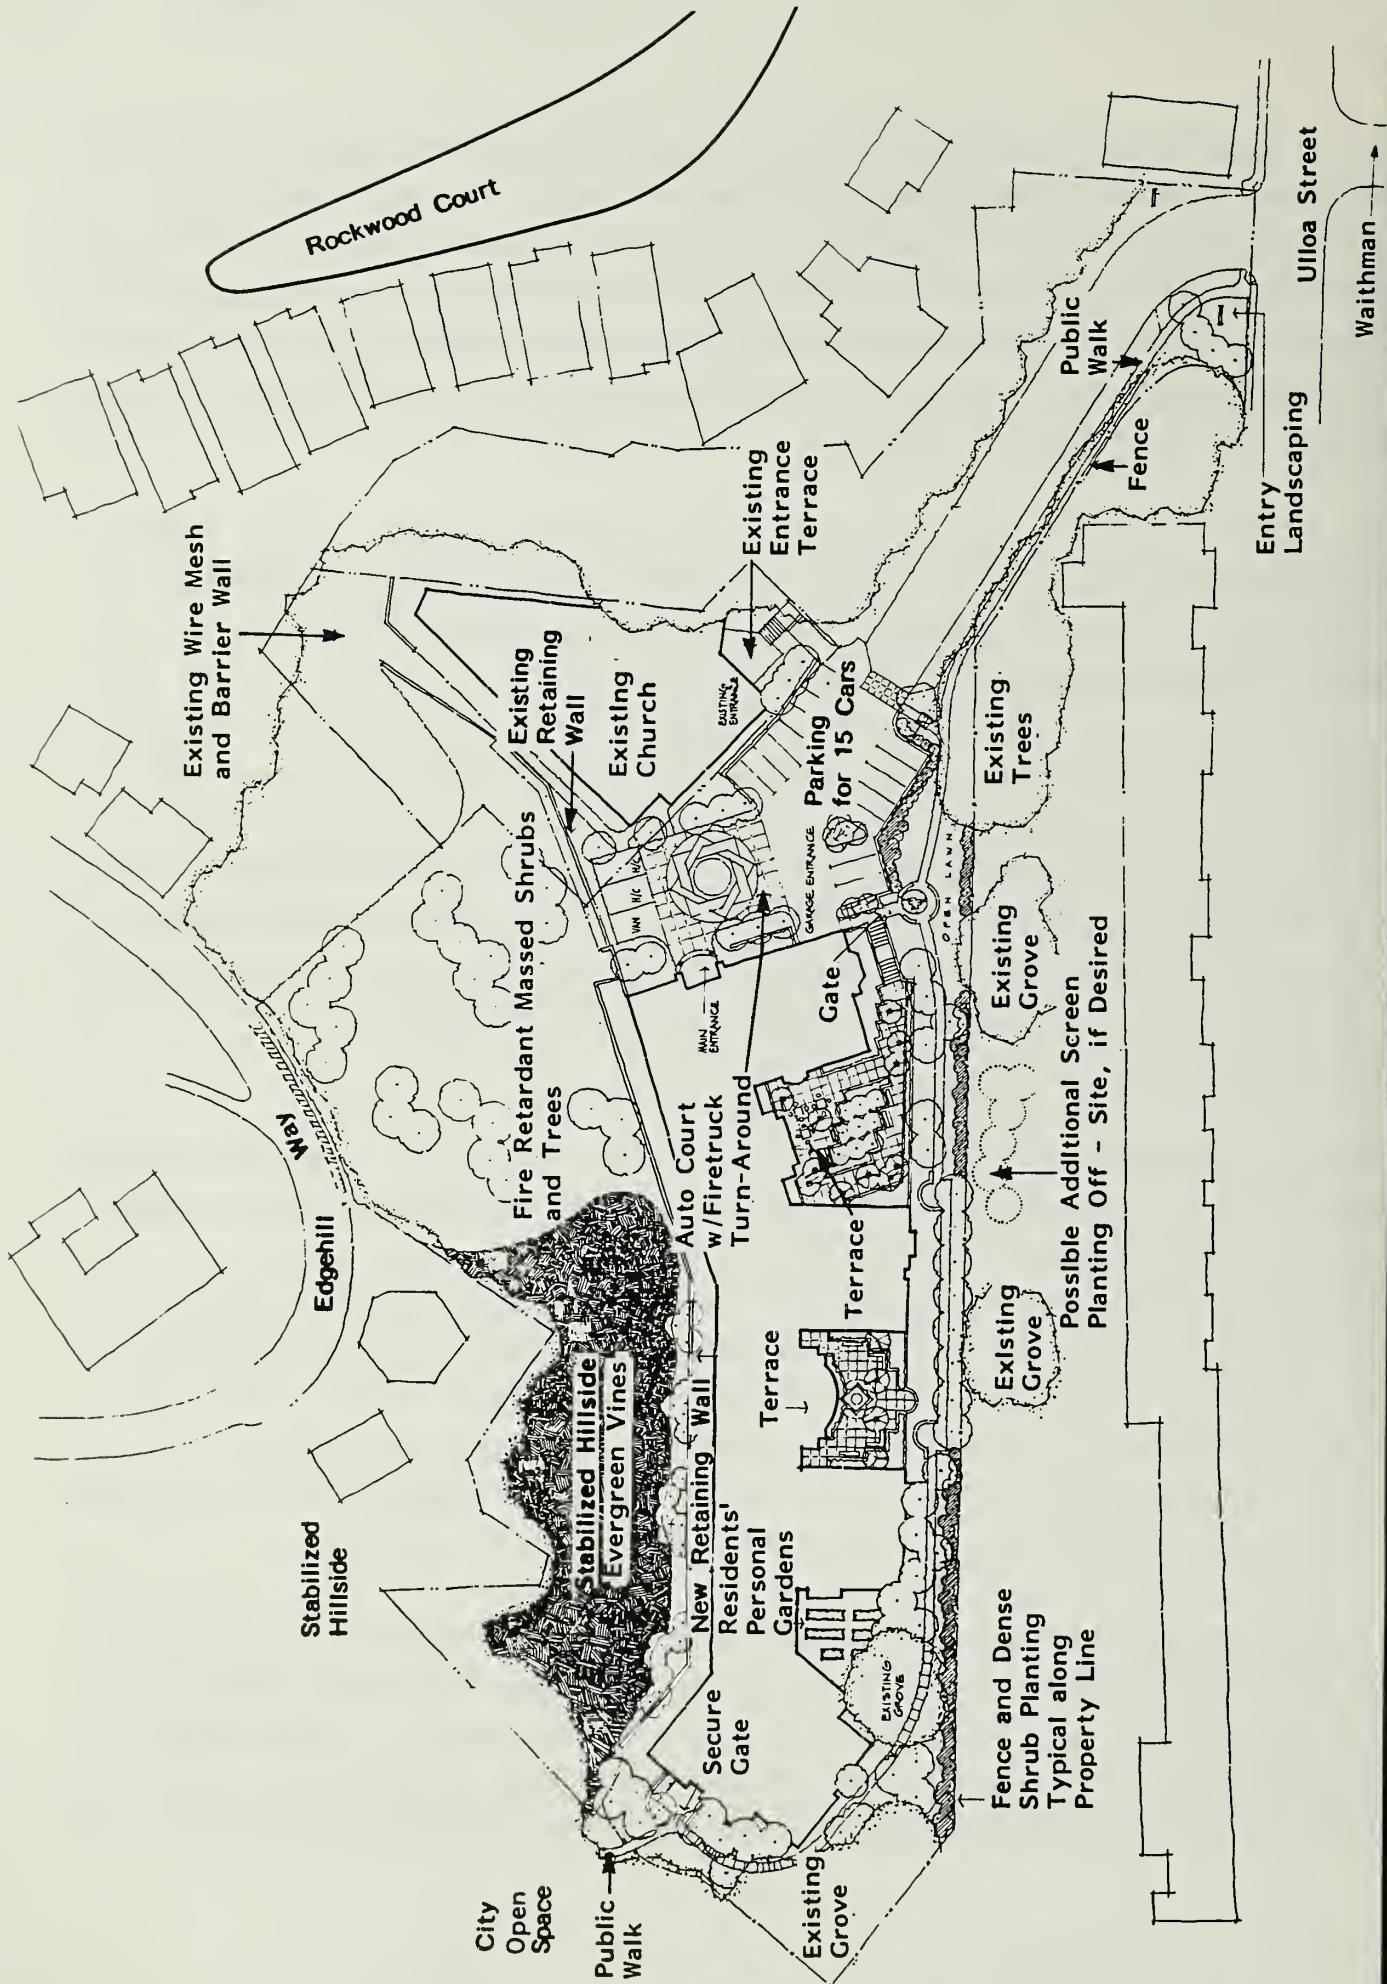 Rockwood Court
Existing Wire Mesh
and Barrier Wall
Existing
Entrance
Terrace
Public
Walk
Fence
Ulloa Street
Waithman
Entry
Landscaping
Existing
Retaining
Wall
Existing
Church
EXISTING
ENTRANCE
Parking
for 15 Cars
Existing
Trees
Fire Retardant Massed Shrubs
and Trees
VAN
H/C
H/C
MAIN
ENTRANCE
GARAGE ENTRANCE
Gate
OPEN LAWN
Existing
Grove
Possible Additional Screen
Planting Off - Site, if Desired
Edgehill
Way
Auto Court
w/Firetruck
Turn-Around
Terrace
Terrace
Existing
Grove
Stabilized
Hillside
Stabilized Hillside
Evergreen Vines
New Retaining Wall
Residents'
Personal
Gardens
EXISTING
GROVE
Secure
Gate
Fence and Dense
Shrub Planting
Typical along
Property Line
City
Open
Space
Public
Walk
Existing
Grove